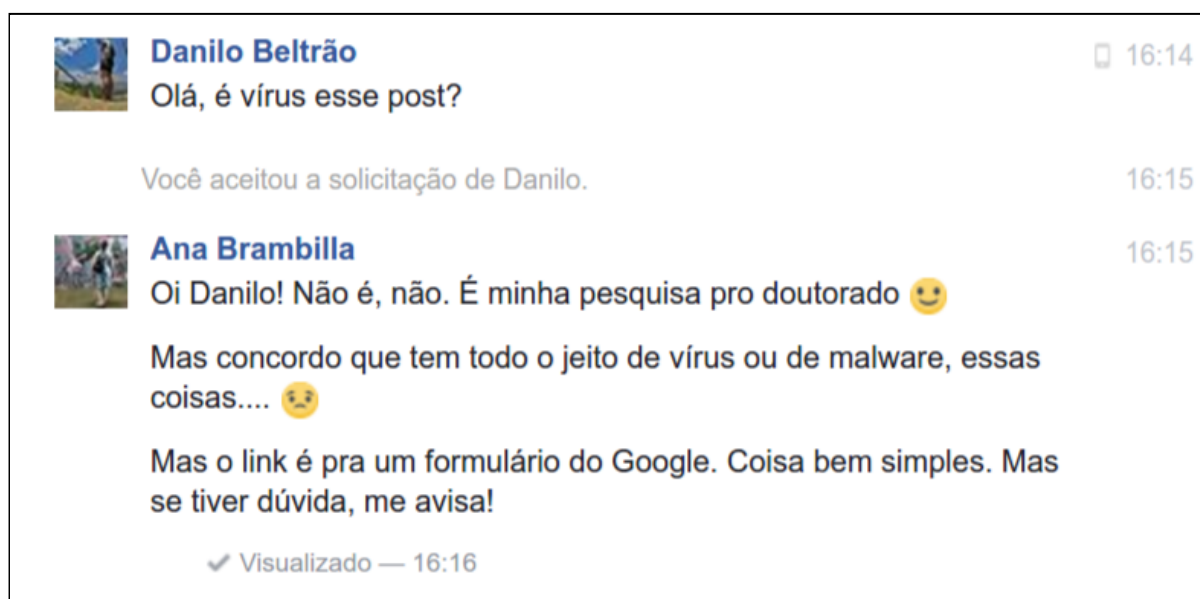 Danilo Beltrão 16:14
Olá, é vírus esse post?
Você aceitou a solicitação de Danilo. 16:15
Ana Brambilla 16:15
Oi Danilo! Não é, não. É minha pesquisa pro doutorado
Mas concordo que tem todo o jeito de vírus ou de malware, essas
coisas....
Mas o link é pra um formulário do Google. Coisa bem simples. Mas
se tiver dúvida, me avisa!
Visualizado — 16:16